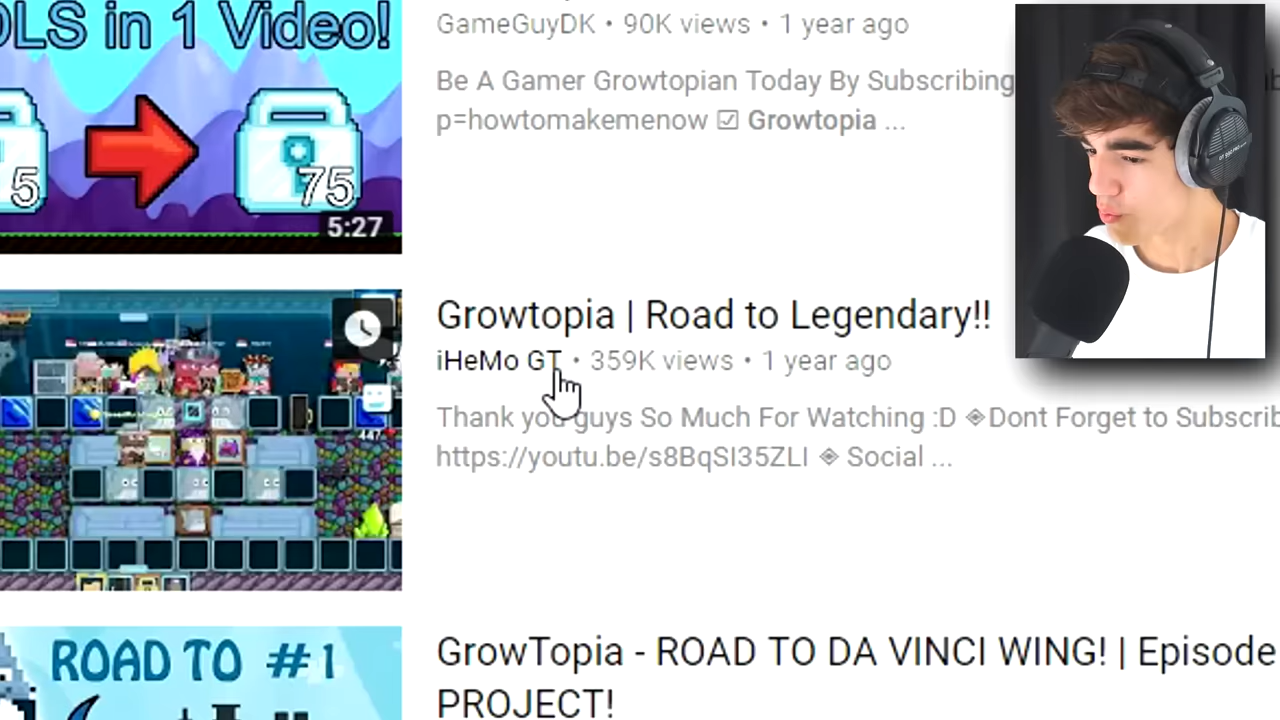 DLS in 1 Video!
GameGuyDK • 90K views • 1 year ago
Be A Gamer Growtopian Today By Subscribing
p=howtomakemenow ☑ Growtopia ...
5
75
5:27
Growtopia | Road to Legendary!!
iHeMo GT • 359K views • 1 year ago
Thank you guys So Much For Watching :D ◈Dont Forget to Subscrib
https://youtu.be/s8BqSI35ZLI ◈ Social ...
ROAD TO #1
GrowTopia - ROAD TO DA VINCI WING! | Episode
PROJECT!